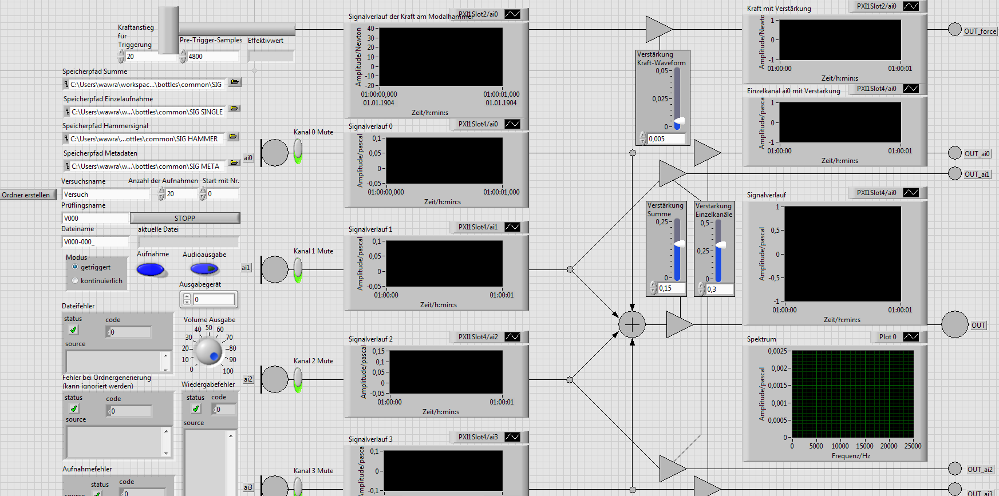 Kraftanstieg
für
Triggerung
20
Pre-Trigger-Samples
4800
Effektivwert
Speicherpfad Summe
C:\Users\wawra\workspac...\bottles\common\SIG
Speicherpfad Einzelaufnahme
C:\Users\wawra\w...\bottles\common\SIG SINGLE
Speicherpfad Hammersignal
C:\Users\wawra\...ottles\common\SIG HAMMER
Speicherpfad Metadaten
C:\Users\wawra\w...\bottles\common\SIG META
Versuchsname
Anzahl der Aufnahmen
Start mit Nr.
Ordner erstellen
Versuch
20
0
Prüflingsname
V000
STOPP
Dateiname
aktuelle Datei
V000-000_
Modus
getriggert
kontinuierlich
Aufnahme
Audioausgabe
Ausgabegerät
0
Dateifehler
status
code
0
source
Volume Ausgabe
0
10
20
30
40
50
60
70
80
90
100
Fehler bei Ordnergenerierung
(kann ignoriert werden)
status
code
0
source
Wiedergabefehler
status
code
0
source
Aufnahmefehler
status
code
0
source
ai0
Kanal 0 Mute
ai1
Kanal 1 Mute
ai2
Kanal 2 Mute
ai3
Kanal 3 Mute
Signalverlauf der Kraft am Modalhammer
PXI1Slot2/ai0
Amplitude/Newton
40
30
20
10
0
-10
-20
01:00:00,000
01.01.1904
01:00:01,000
01.01.1904
Zeit/h:min:s
Signalverlauf 0
PXI1Slot4/ai0
Amplitude/pascal
0,1
0,05
0
-0,05
01:00:00,000
01:00:01,000
Zeit/h:min:s
Signalverlauf 1
PXI1Slot4/ai1
Amplitude/pascal
0,1
0,05
0
-0,05
01:00:00
01:00:01
Zeit/h:min:s
Signalverlauf 2
PXI1Slot4/ai2
Amplitude/pascal
0,15
0,1
0,05
0
-0,05
01:00:00
01:00:01
Zeit/h:min:s
Signalverlauf 3
PXI1Slot4/ai3
Amplitude/pasca
0,1
0
-0,1
Verstärkung
Kraft-Waveform
0,05
0,025
0
0,005
Verstärkung
Summe
0,25
0
0,15
Verstärkung
Einzelkanäle
0,5
0,25
0
0,3
Kraft mit Verstärkung
PXI1Slot2/ai0
Amplitude/Newto
1
0
-1
01:00:00
01:00:01
Zeit/h:min:s
OUT_force
Einzelkanal ai0 mit Verstärkung
PXI1Slot4/ai0
Amplitude/pasca
1
0
-1
01:00:00
01:00:01
Zeit/h:min:s
OUT_ai0
OUT_ai1
Signalverlauf
PXI1Slot4/ai0
Amplitude/pascal
1
0,5
0
-0,5
-1
01:00:00
01:00:01
Zeit/h:min:s
OUT
Spektrum
Plot 0
Amplitude/pascal
0,0025
0,002
0,0015
0,001
0,0005
0
0
5000
10000
15000
20000
25000
Frequenz/Hz
OUT_ai2
OUT_ai3